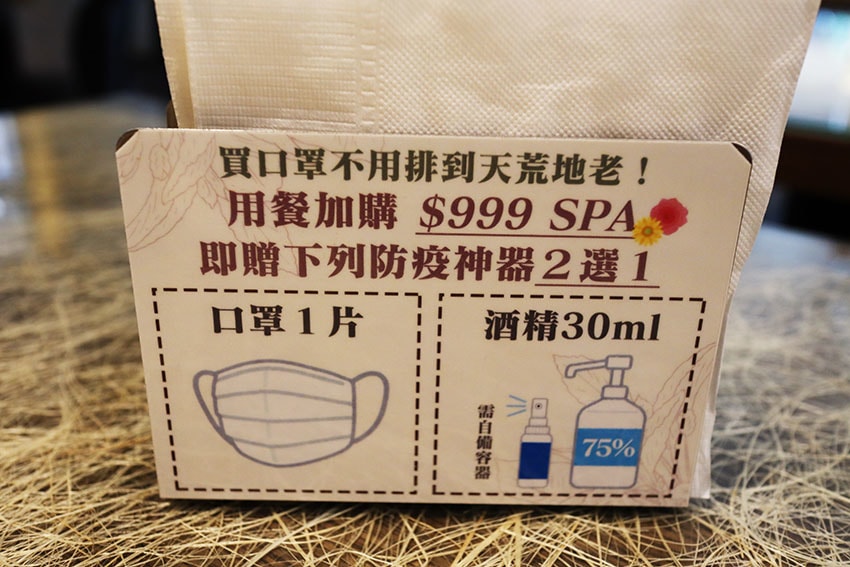 買口罩不用排到天荒地老！
用餐加購 $999 SPA
即贈下列防疫神器2選1
口罩1片
酒精30ml
需自備容器
75%